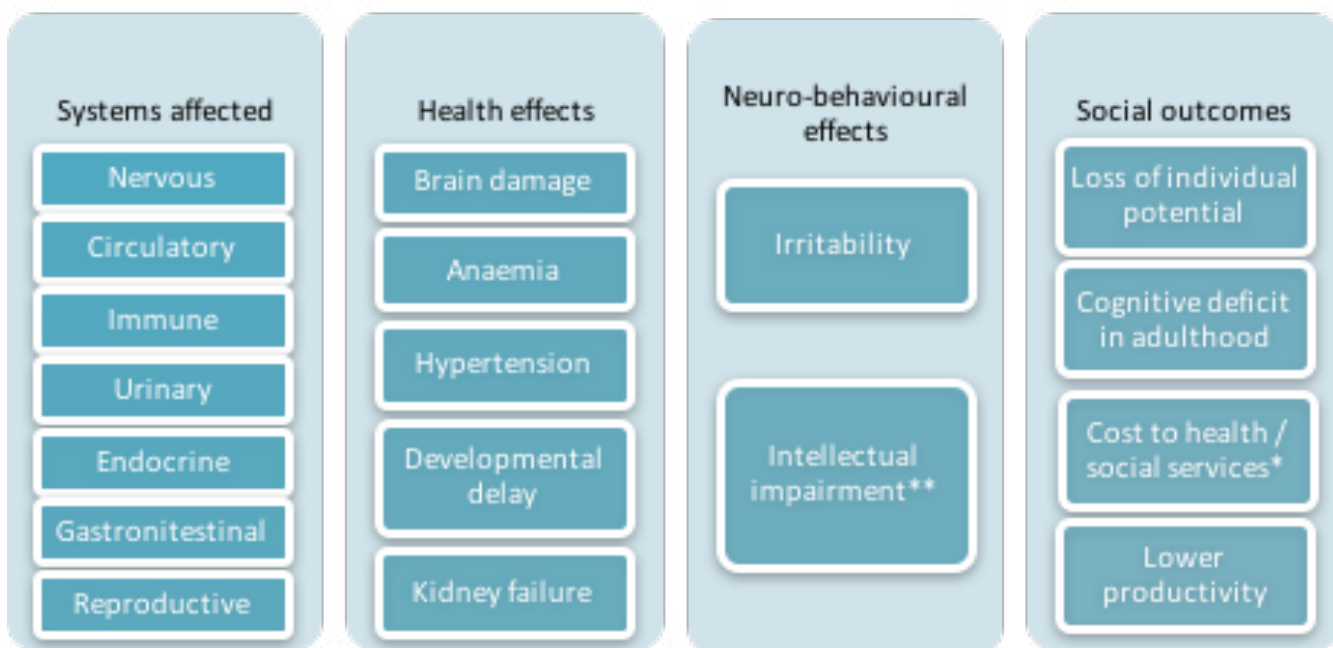 Systems affected
Nervous
Circulatory
Immune
Urinary
Endocrine
Gastronitestinal
Reproductive
Health effects
Brain damage
Anaemia
Hypertension
Developmental
delay
Kidney failure
Neuro-behavioural
effects
Irritability
Intellectual
impairment**
Social outcomes
Loss of individual
potential
Cognitive deficit
in adulthood
Cost to health /
social services*
Lower
productivity